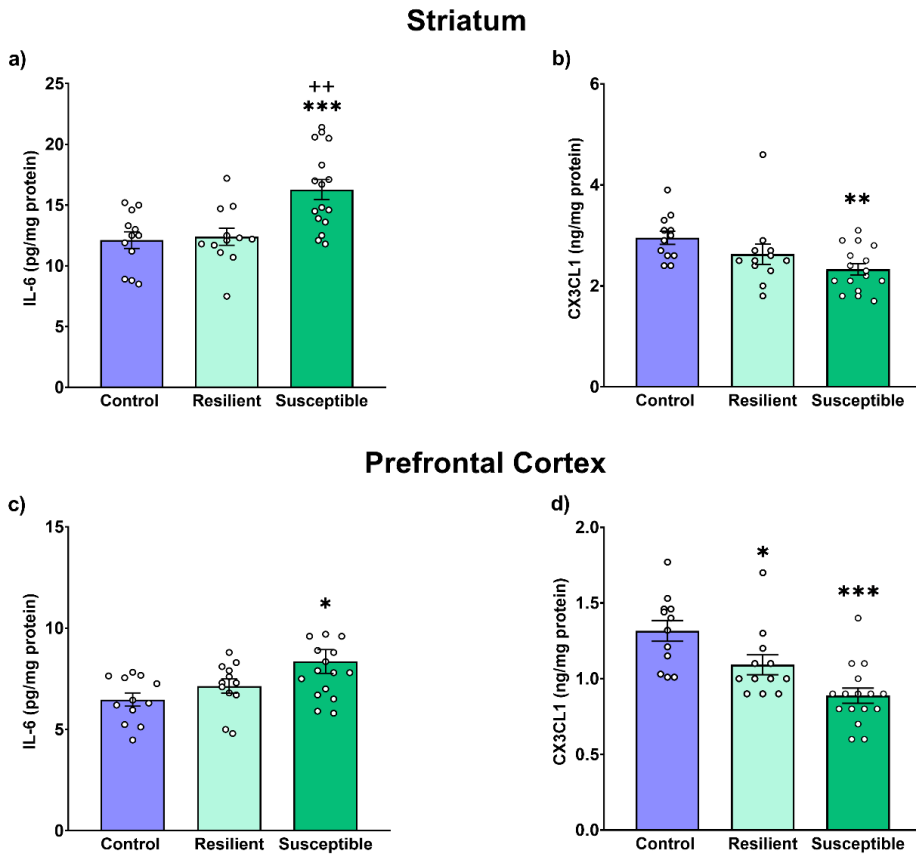 Striatum
a)
IL-6 (pg/mg protein)
25
20
15
10
5
0
++
***
Control Resilient Susceptible
b)
CX3CL1 (ng/mg protein)
6
4
2
0
**
Control Resilient Susceptible
Prefrontal Cortex
c)
IL-6 (pg/mg protein)
15
10
5
0
*
Control Resilient Susceptible
d)
CX3CL1 (ng/mg protein)
2.0
1.5
1.0
0.5
0.0
*
***
Control Resilient Susceptible